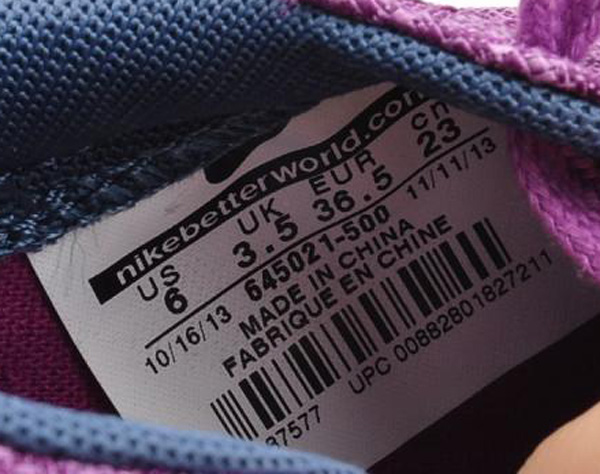 nikebetterworld.com
US UK EUR cm
6 3.5 36.5 23
10/16/13 645021-500 11/11/13
MADE IN CHINA
FABRIQUE EN CHINE
37577 UPC 00882801827211